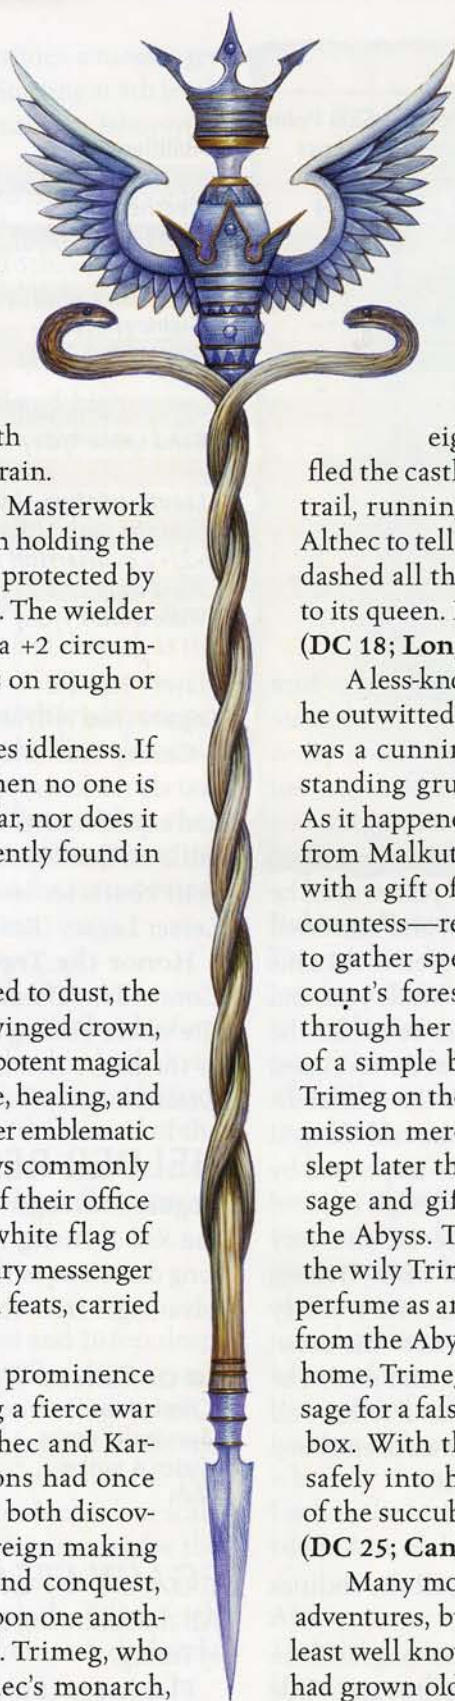 th
rain.
Masterwork
n holding the
protected by
. The wielder
a +2 circum-
s on rough or
es idleness. If
hen no one is
ar, nor does it
ently found in
ed to dust, the
winged crown,
potent magical
e, healing, and
er emblematic
ys commonly
f their office
white flag of
ary messenger
feats, carried
prominence
g a fierce war
hec and Kar-
ons had once
both discov-
reign making
nd conquest,
pon one anoth-
. Trimeg, who
ec's monarch,
eig
fled the castl
trail, runnin
Althec to tell
dashed all th
to its queen. 
(DC 18; Lon
A less-kno
he outwitted
was a cunnin
standing gru
As it happene
from Malkut
with a gift of
countess—re
to gather spe
count's fores
through her
of a simple b
Trimeg on the
mission mere
slept later th
sage and gif
the Abyss. T
the wily Trim
perfume as an
from the Aby
home, Trimeg
sage for a fals
box. With th
safely into h
of the succub
(DC 25; Can
Many mo
adventures, b
least well know
had grown old